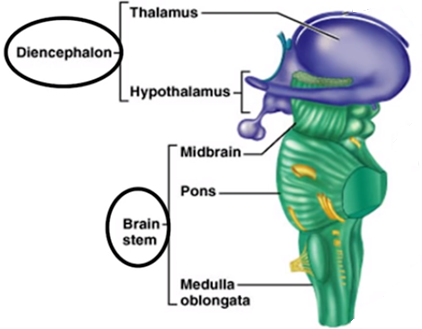 Thalamus
Diencephalon
Hypothalamus
Midbrain
Pons
Brain
stem
Medulla
oblongata